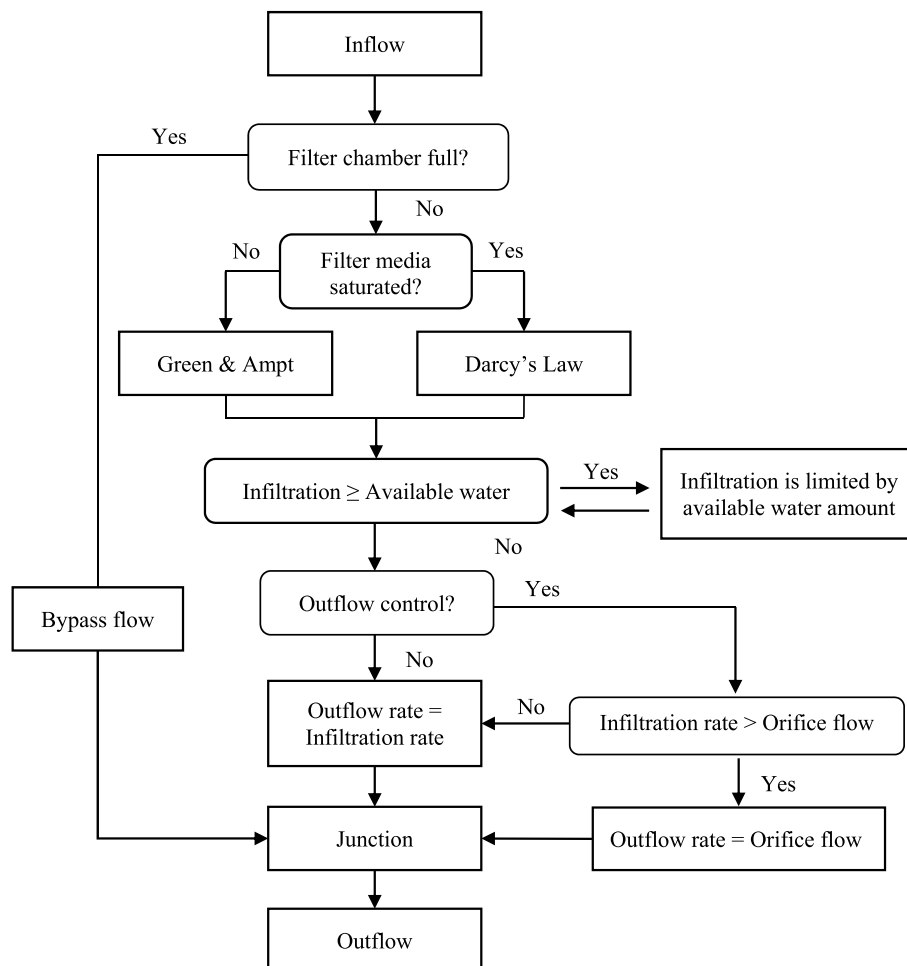 Inflow
Yes
Filter chamber full?
No
No
Filter media
saturated?
Yes
Green & Ampt
Darcy’s Law
Infiltration ≥ Available water
Yes
Infiltration is limited by
available water amount
No
Outflow control?
Yes
Bypass flow
No
Outflow rate =
Infiltration rate
No
Infiltration rate > Orifice flow
Yes
Junction
Outflow rate = Orifice flow
Outflow